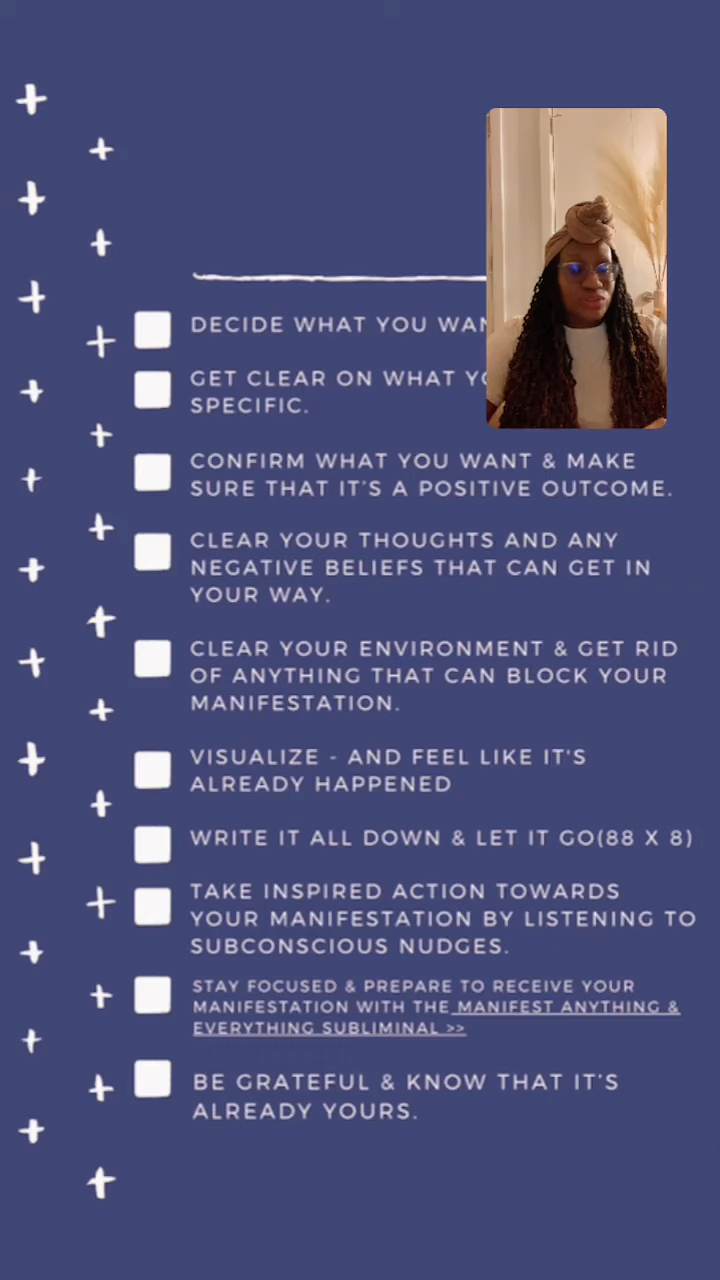 DECIDE WHAT YOU
GET CLEAR ON WHAT
SPECIFIC.
CONFIRM WHAT YOU WANT & MAKE
SURE THAT IT'S A POSITIVE OUTCOME.
CLEAR YOUR THOUGHTS AND ANY
NEGATIVE BELIEFS THAT CAN GET IN
YOUR WAY.
CLEAR YOUR ENVIRONMENT & GET RID
OF ANYTHING THAT CAN BLOCK YOUR
MANIFESTATION.
VISUALIZE - AND FEEL LIKE IT'S
ALREADY HAPPENED
WRITE IT ALL DOWN & LET IT GO(88 X 8)
TAKE INSPIRED ACTION TOWARDS
YOUR MANIFESTATION BY LISTENING TO
SUBCONSCIOUS NUDGES.
STAY FOCUSED & PREPARE TO RECEIVE YOUR
MANIFESTATION WITH THE MANIFEST ANYTHING &
EVERYTHING SUBLIMINAL >>
BE GRATEFUL & KNOW THAT IT'S
ALREADY YOURS.